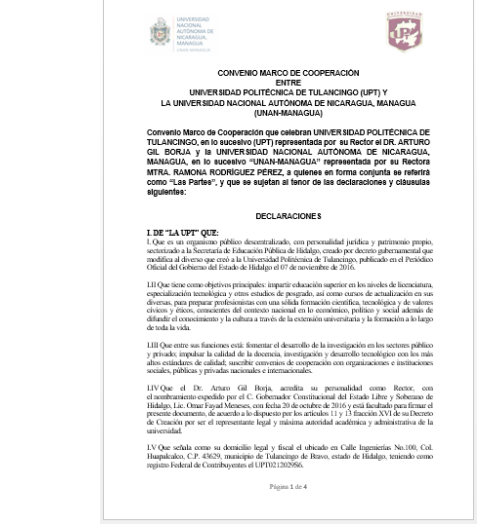 UNIVERSIDAD
NACIONAL
AUTÓNOMA DE
NICARAGUA,
MANAGUA
UNAN-MANAGUA
CONVENIO MARCO DE COOPERACIÓN
ENTRE
UNIVERSIDAD POLITÉCNICA DE TULANCINGO (UPT) Y
LA UNIVERSIDAD NACIONAL AUTÓNOMA DE NICARAGUA, MANAGUA
(UNAN-MANAGUA)
Convenio Marco de Cooperación que celebran UNIVERSIDAD POLITÉCNICA DE
TULANCINGO, en lo sucesivo (UPT) representada por su Rector el DR. ARTURO
GIL BORJA y la UNIVERSIDAD NACIONAL AUTÓNOMA DE NICARAGUA,
MANAGUA, en lo sucesivo “UNAN-MANAGUA” representada por su Rectora
MTRA. RAMONA RODRÍGUEZ PÉREZ, a quienes en forma conjunta se referirá
como “Las Partes”, y que se sujetan al tenor de las declaraciones y cláusulas
siguientes:
DECLARACIONES
I. DE “LA UPT” QUE:
I. Que es un organismo público descentralizado, con personalidad jurídica y patrimonio propio,
sectorizado a la Secretaría de Educación Pública de Hidalgo, creado por decreto gubernamental que
modifica al diverso que creó a la Universidad Politécnica de Tulancingo, publicado en el Periódico
Oficial del Gobierno del Estado de Hidalgo el 07 de noviembre de 2016.
I.II Que tiene como objetivos principales: impartir educación superior en los niveles de licenciatura,
especialización tecnológica y otros estudios de posgrado, así como cursos de actualización en sus
diversas, para preparar profesionistas con una sólida formación científica, tecnológica y de valores
cívicos y éticos, conscientes del contexto nacional en lo económico, político y social además de
difundir el conocimiento y la cultura a través de la extensión universitaria y la formación a lo largo
de toda la vida.
I.III Que entre sus funciones está: fomentar el desarrollo de la investigación en los sectores público
y privado; impulsar la calidad de la docencia, investigación y desarrollo tecnológico con los más
altos estándares de calidad; suscribir convenios de cooperación con organizaciones e instituciones
sociales, públicas y privadas nacionales e internacionales.
I.IV Que el Dr. Arturo Gil Borja, acredita su personalidad como Rector, con
el nombramiento expedido por el C. Gobernador Constitucional del Estado Libre y Soberano de
Hidalgo, Lic. Omar Fayad Meneses, con fecha 20 de octubre de 2016 y está facultado para firmar el
presente documento, de acuerdo a lo dispuesto por los artículos 11 y 13 fracción XVI de su Decreto
de Creación por ser el representante legal y máxima autoridad académica y administrativa de la
universidad.
I.V Que señala como su domicilio legal y fiscal el ubicado en Calle Ingenierías No.100, Col.
Huapalcalco, C.P. 43629, municipio de Tulancingo de Bravo, estado de Hidalgo, teniendo como
registro Federal de Contribuyentes el UPT0212029S6.
Página 1 de 4